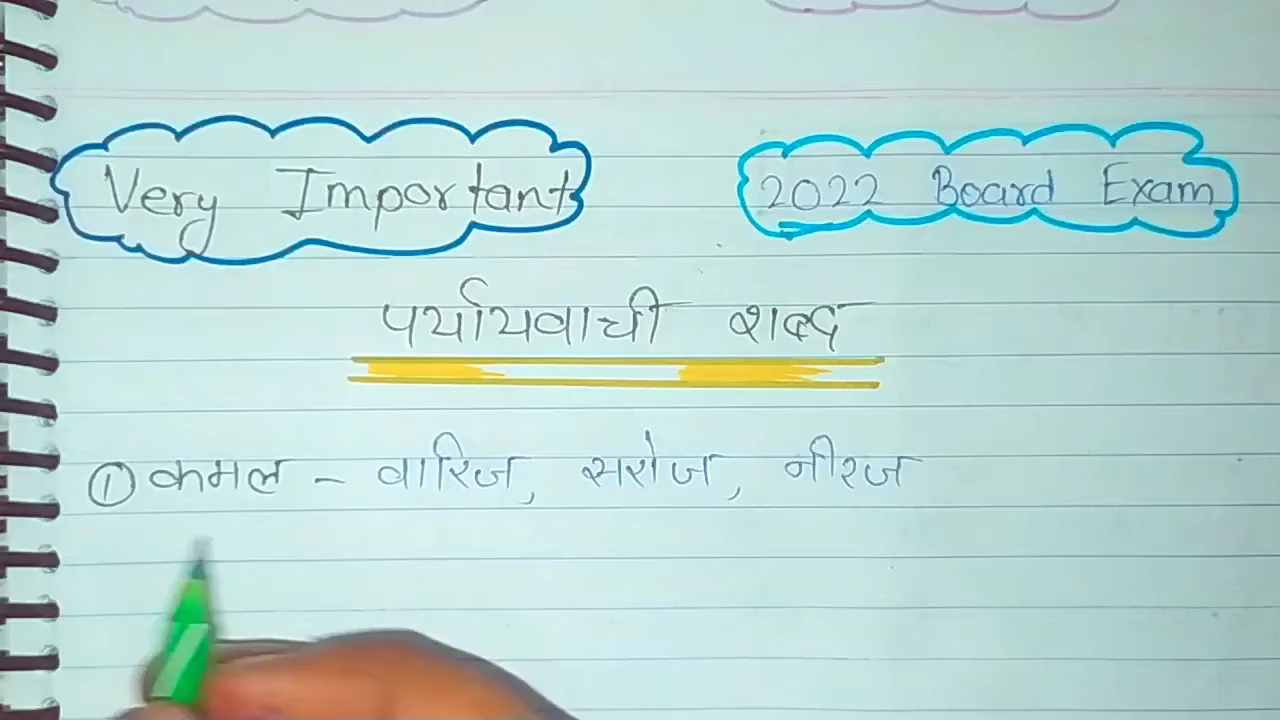 Very Important
2022 Board Exam
पर्यायवाची शब्द
① कमल - वारिज, सरोज, नीरज